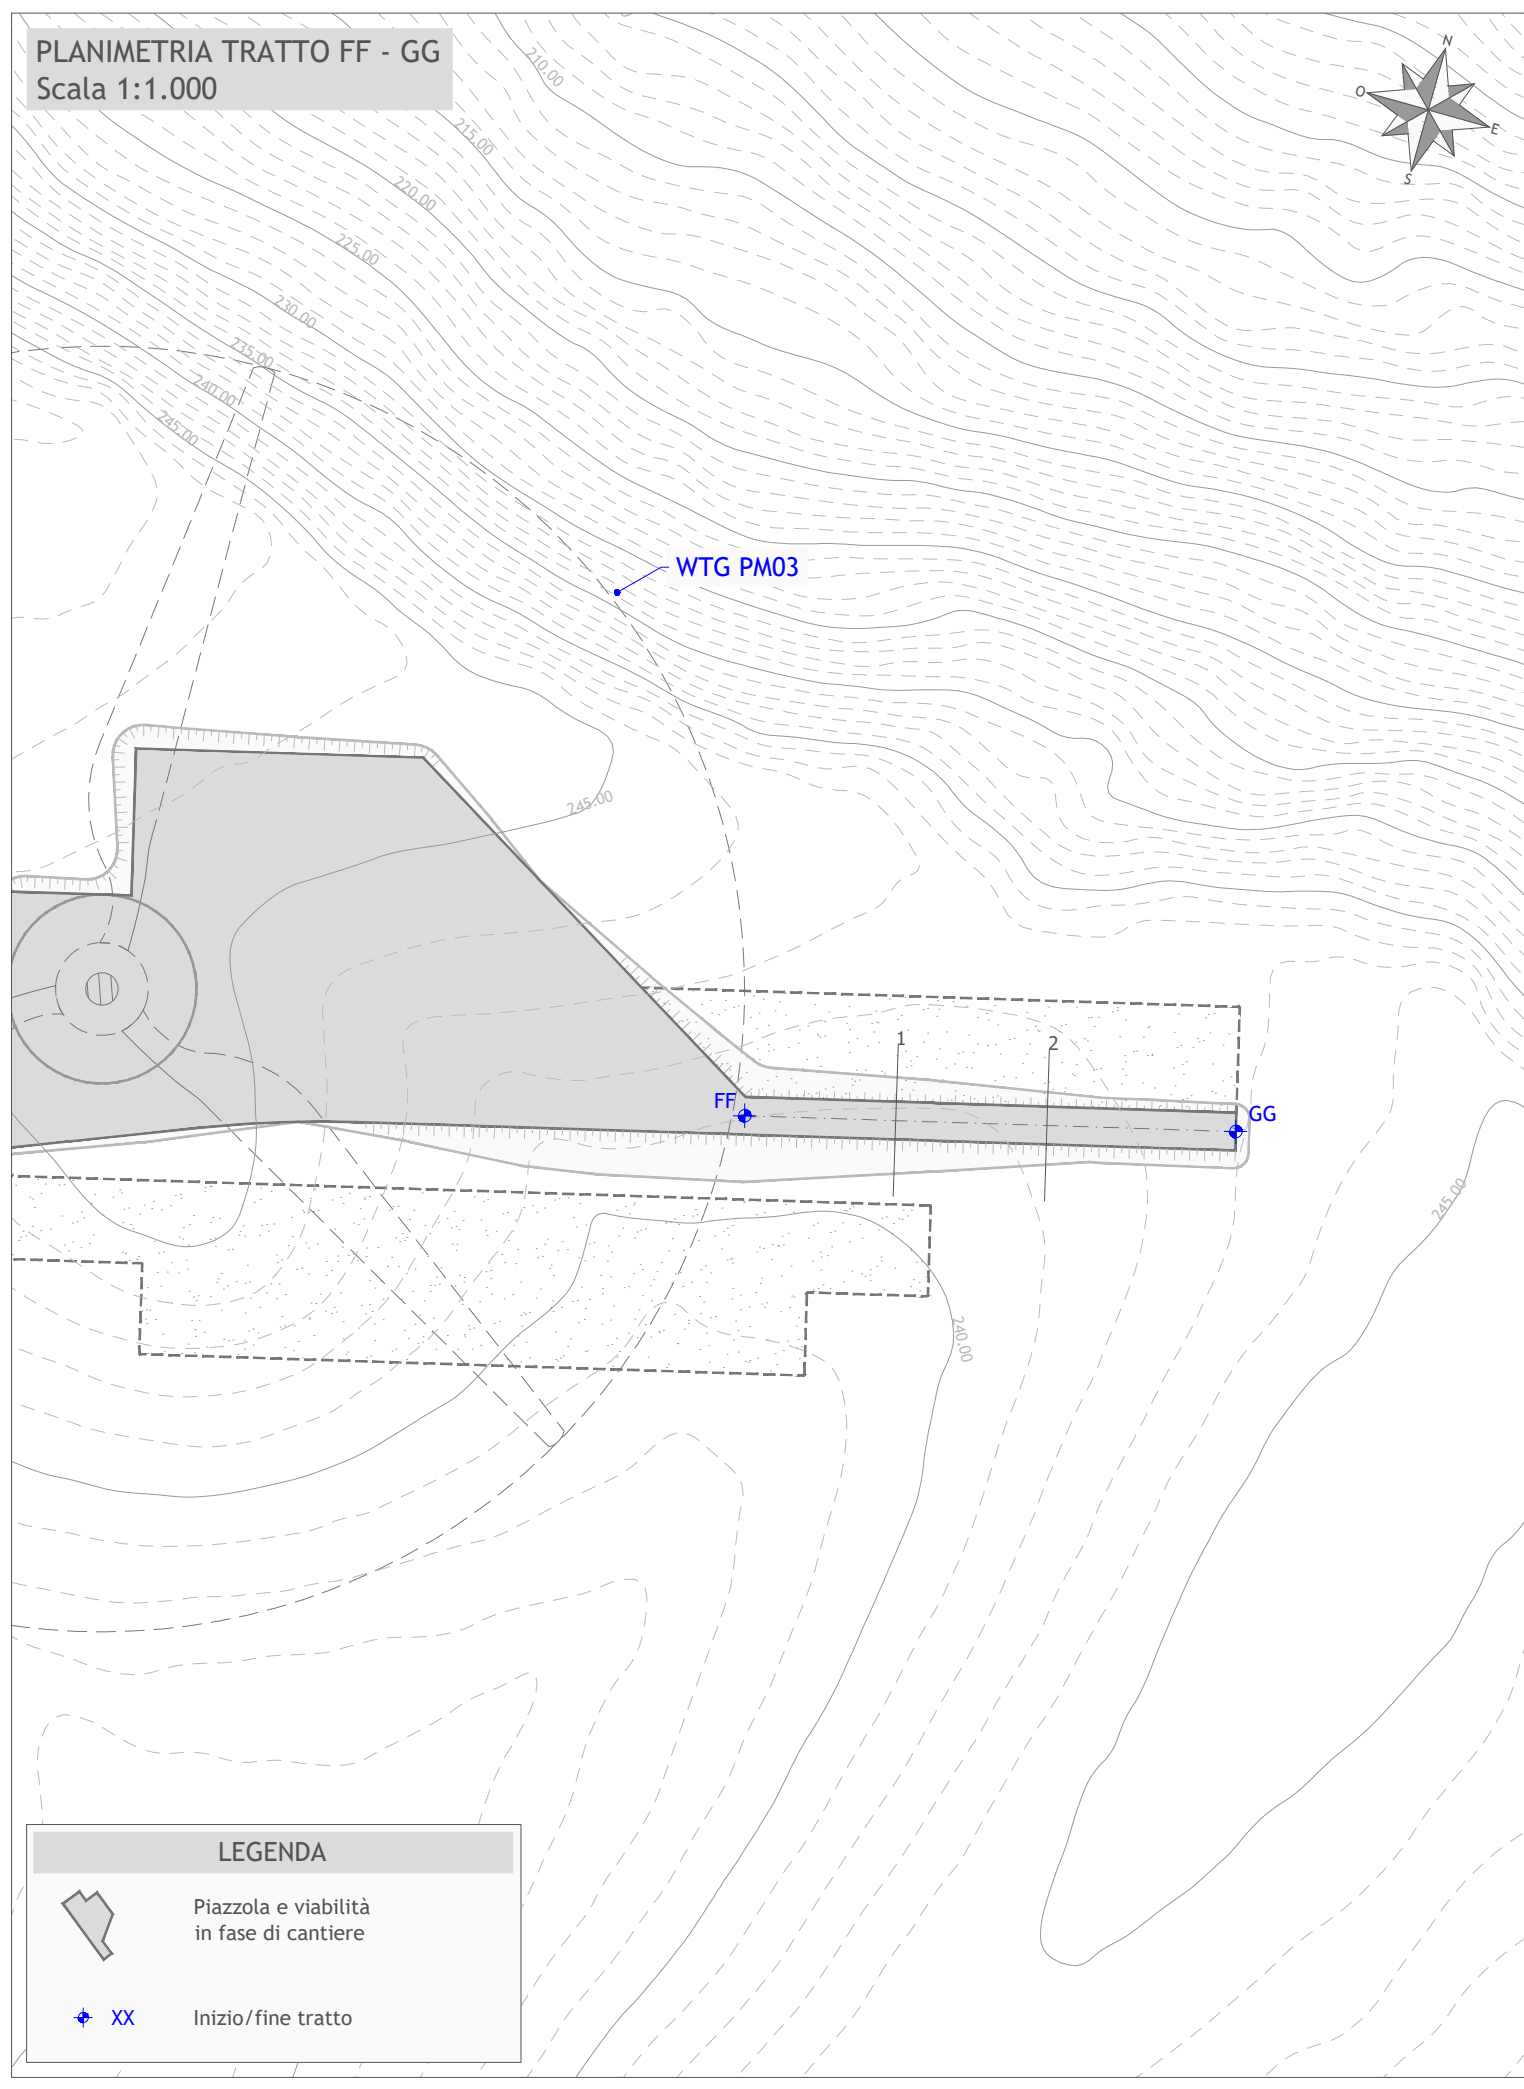 PLANIMETRIA TRATTO FF - GG
Scala 1:1.000
N
O
E
S
210.00
215.00
220.00
225.00
230.00
235.00
240.00
245.00
WTG PM03
245.00
1
2
FF
GG
245.00
240.00
LEGENDA
Piazzola e viabilità
in fase di cantiere
XX
Inizio/fine tratto